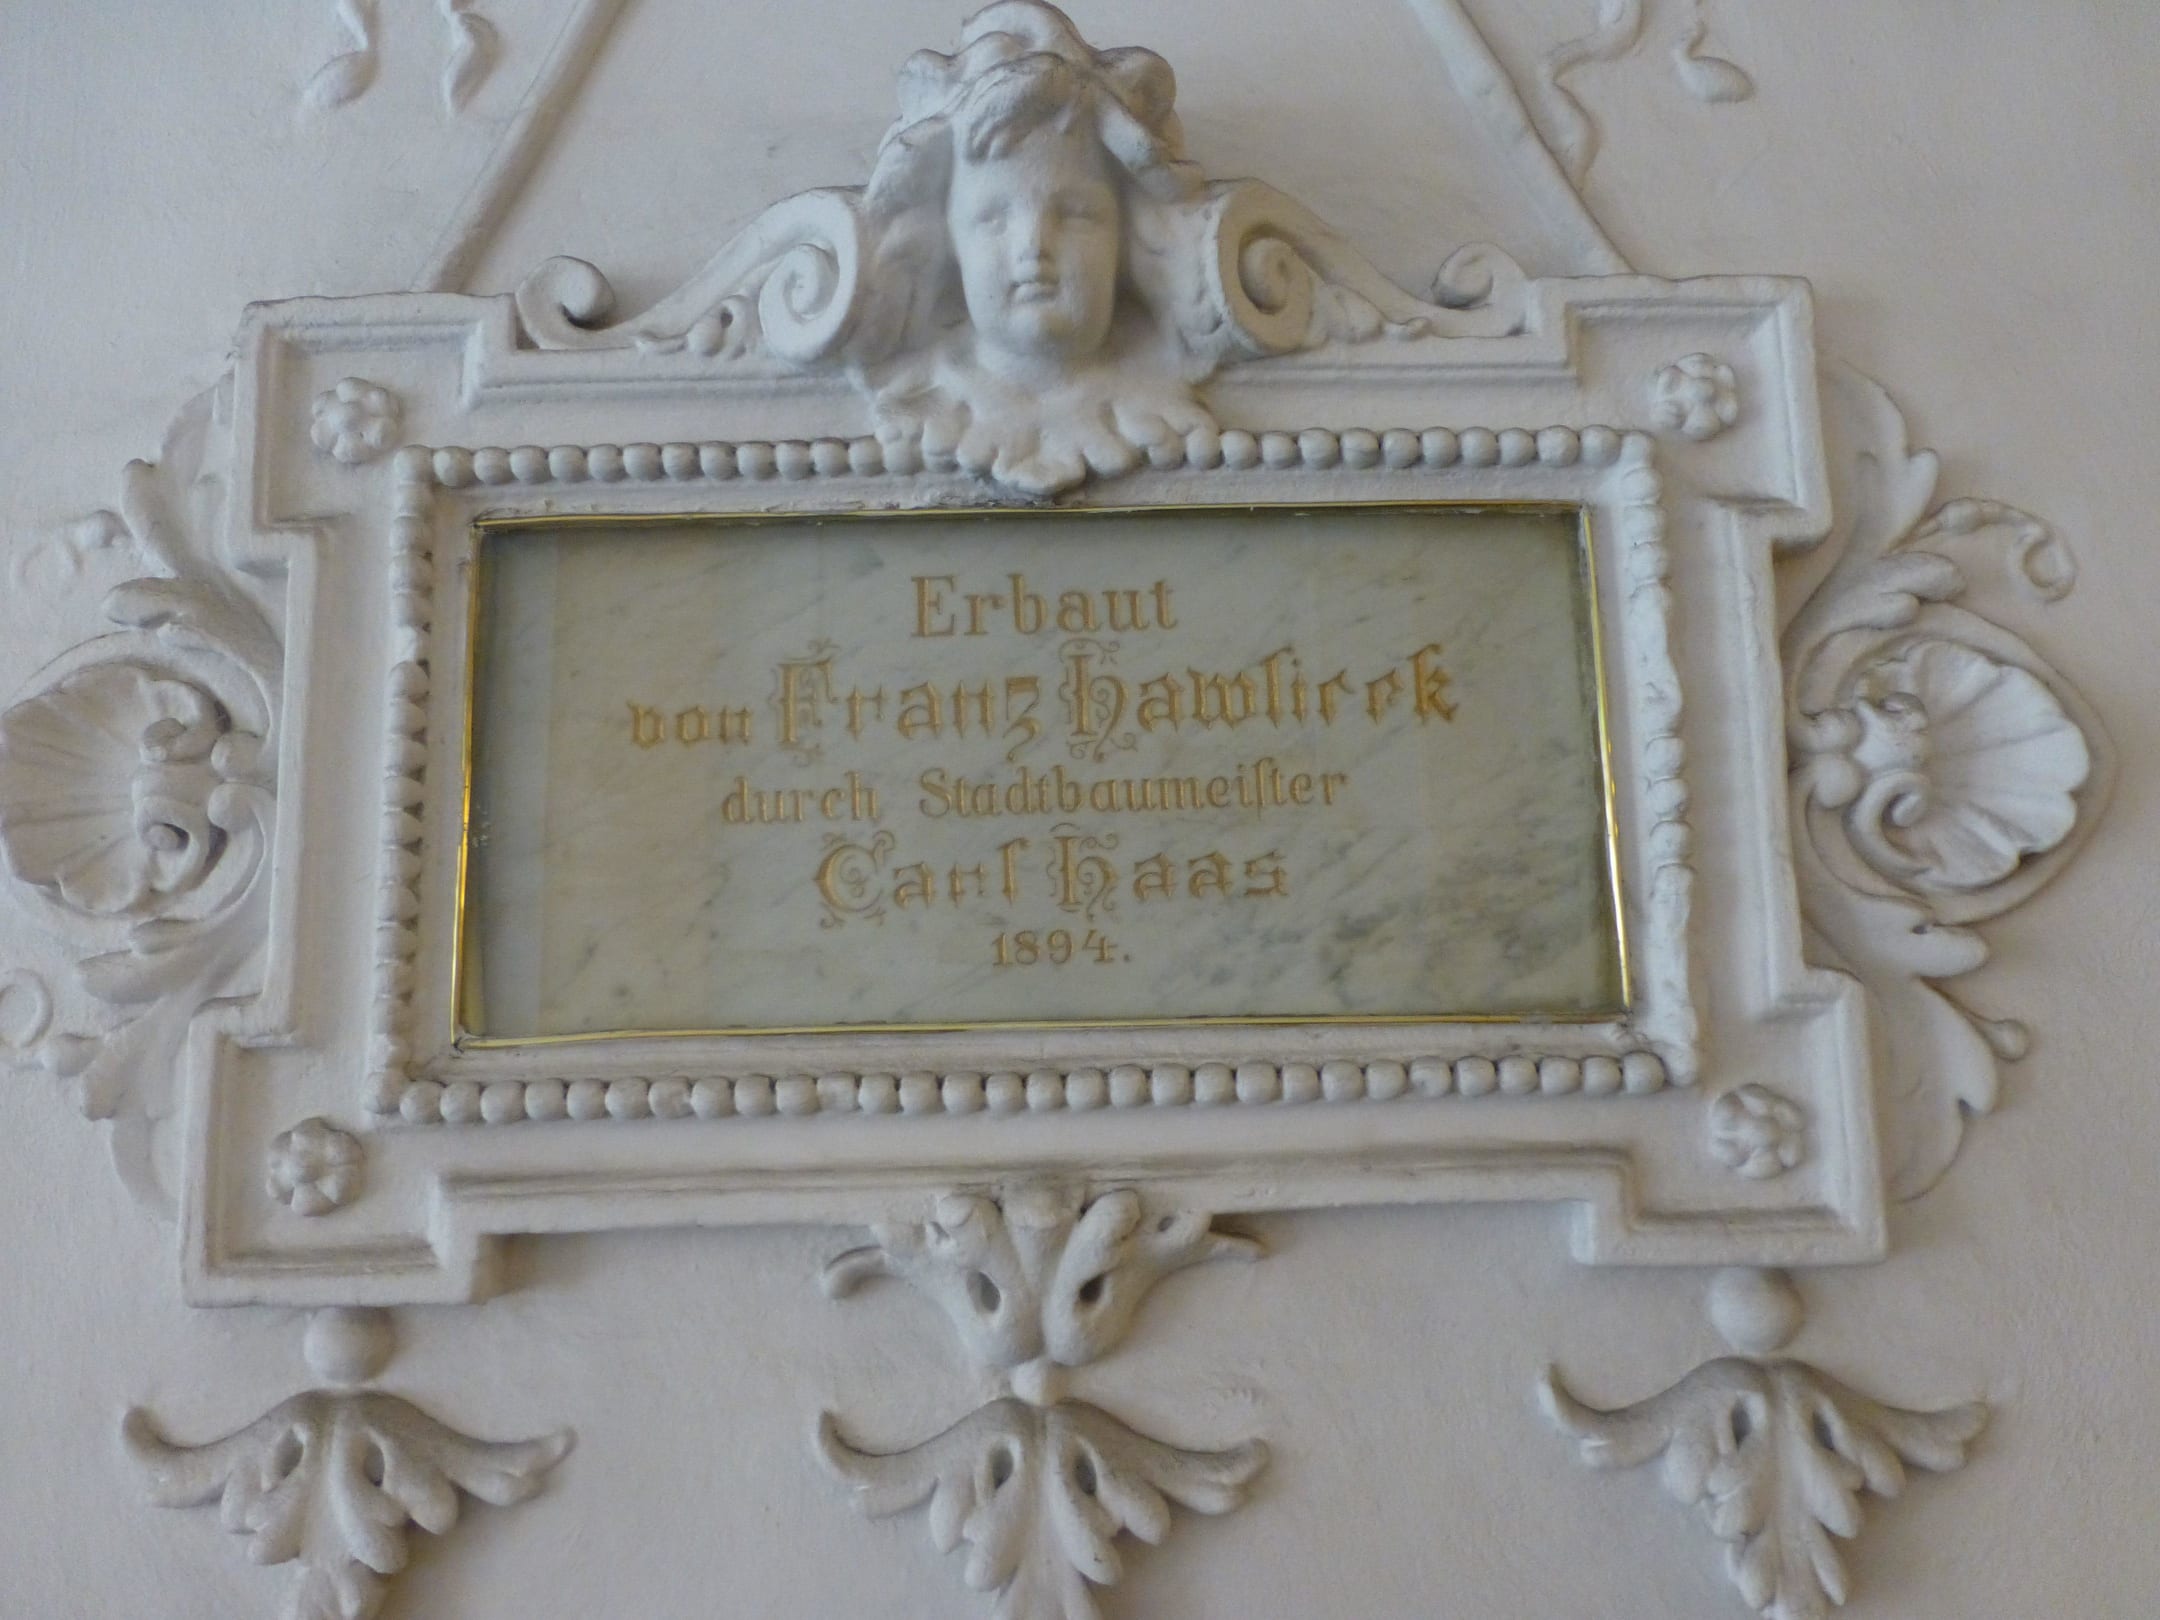 Erbaut
von Franz Hawlicek
durch Stadtbaumeiſter
Carl Haas
1894.